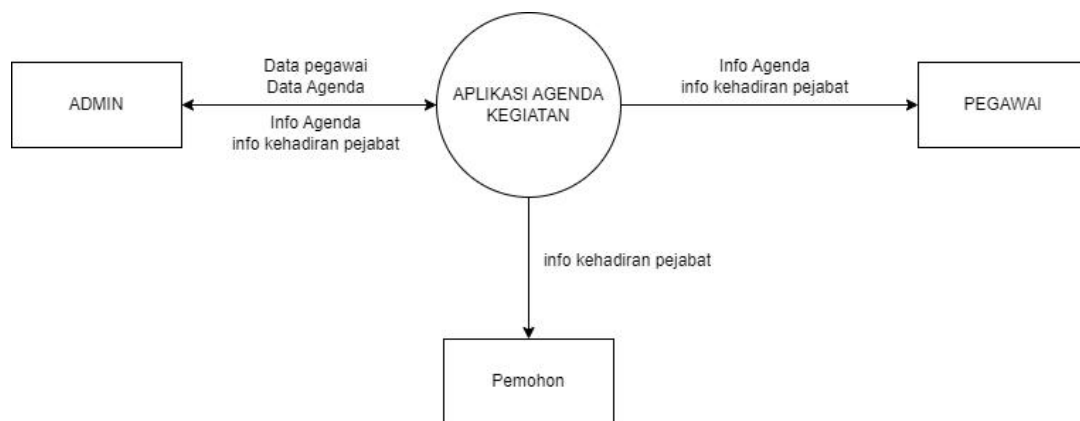 ADMIN
Data pegawai
Data Agenda
Info Agenda
info kehadiran pejabat
APLIKASI AGENDA
KEGIATAN
Info Agenda
info kehadiran pejabat
PEGAWAI
info kehadiran pejabat
Pemohon